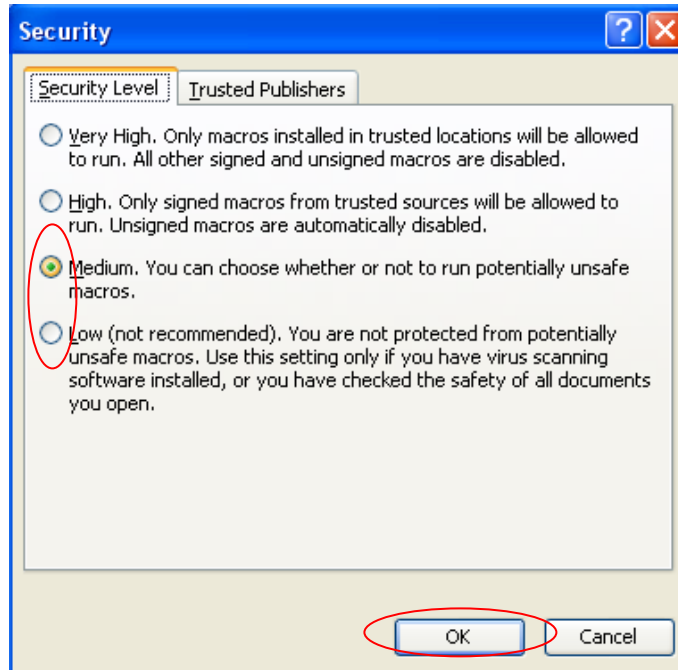 Security
?
X
Security Level Trusted Publishers
Very High. Only macros installed in trusted locations will be allowed
to run. All other signed and unsigned macros are disabled.
High. Only signed macros from trusted sources will be allowed to
run. Unsigned macros are automatically disabled.
Medium. You can choose whether or not to run potentially unsafe
macros.
Low (not recommended). You are not protected from potentially
unsafe macros. Use this setting only if you have virus scanning
software installed, or you have checked the safety of all documents
you open.
OK Cancel